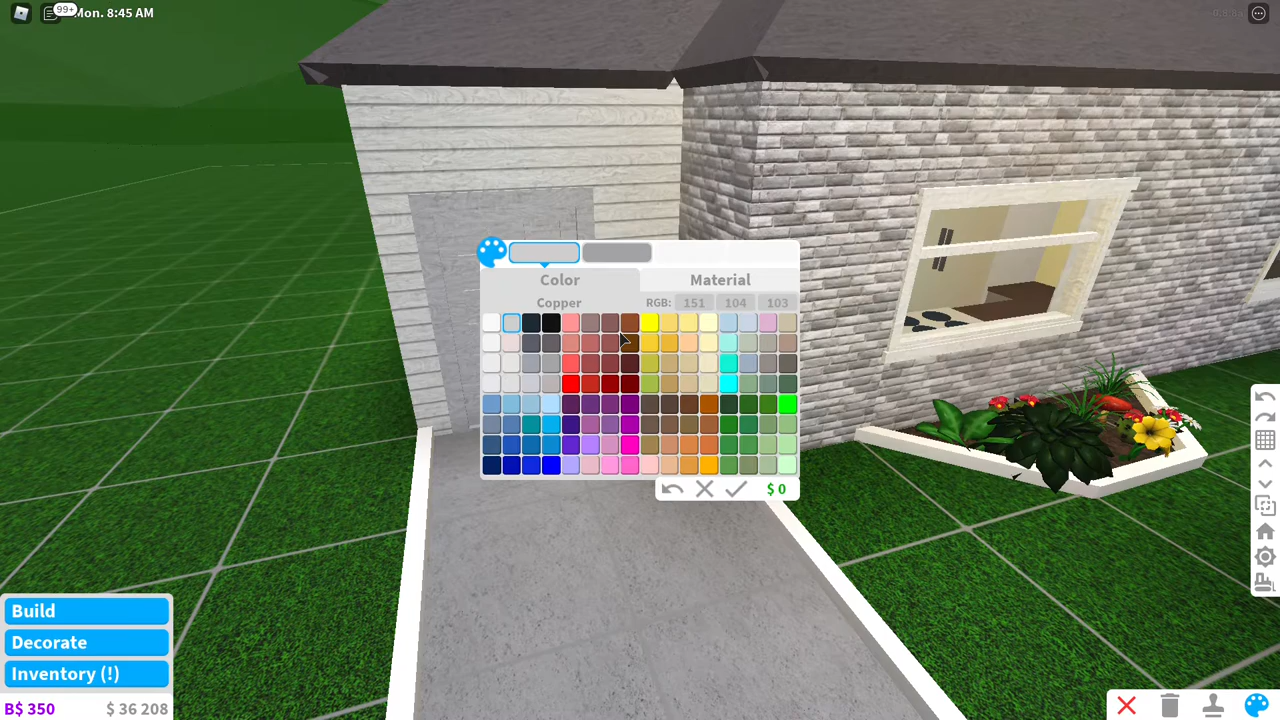 99+
Mon. 8:45 AM
Color
Material
Copper
RGB: 151 104 103
$ 0
Build
Decorate
Inventory (!)
B$ 350
$ 36 208